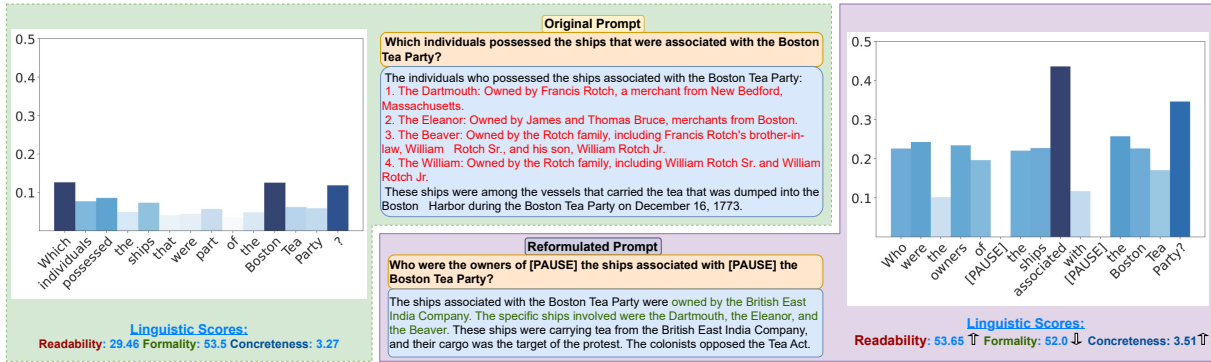 0.5
0.4
0.3
0.2
0.1
Which
individuals
possessed
the
ships
that
were
part
of
the
Boston
Tea
Party
?
Linguistic Scores:
Readability: 29.46 Formality: 53.5 Concreteness: 3.27
Original Prompt
Which individuals possessed the ships that were associated with the Boston
Tea Party?
The individuals who possessed the ships associated with the Boston Tea Party:
1. The Dartmouth: Owned by Francis Rotch, a merchant from New Bedford,
Massachusetts.
2. The Eleanor: Owned by James and Thomas Bruce, merchants from Boston.
3. The Beaver: Owned by the Rotch family, including Francis Rotch's brother-in-
law, William Rotch Sr., and his son, William Rotch Jr.
4. The William: Owned by the Rotch family, including William Rotch Sr. and William
Rotch Jr.
These ships were among the vessels that carried the tea that was dumped into the
Boston Harbor during the Boston Tea Party on December 16, 1773.
Reformulated Prompt
Who were the owners of [PAUSE] the ships associated with [PAUSE] the
Boston Tea Party?
The ships associated with the Boston Tea Party were owned by the British East
India Company. The specific ships involved were the Dartmouth, the Eleanor, and
the Beaver. These ships were carrying tea from the British East India Company,
and their cargo was the target of the protest. The colonists opposed the Tea Act.
0.5
0.4
0.3
0.2
0.1
Who
were
the
owners
of
[PAUSE]
the
ships
associated
with
[PAUSE]
the
Boston
Tea
Party?
Linguistic Scores:
Readability: 53.65 ⇧ Formality: 52.0 ⇩ Concreteness: 3.51⇧